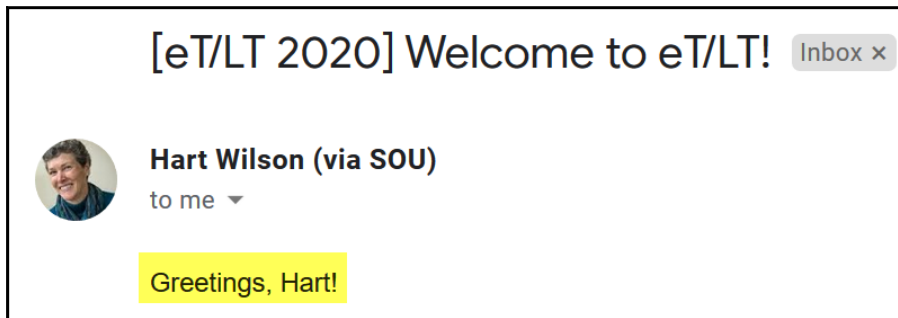 [eT/LT 2020] Welcome to eT/LT! Inbox ×
Hart Wilson (via SOU)
to me
Greetings, Hart!